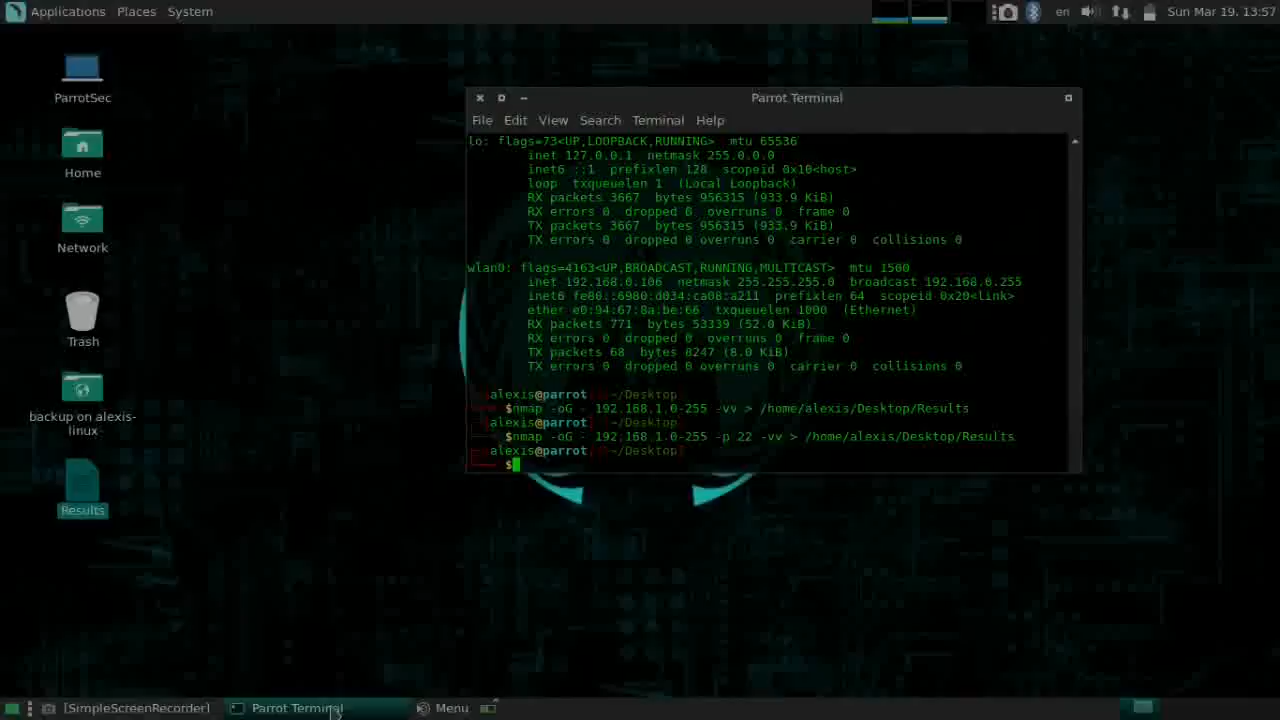 Applications Places System
en Sun Mar 19, 13:57
ParrotSec
Home
Network
Trash
backup on alexis-
linux
Results
Parrot Terminal
File Edit View Search Terminal Help
lo: flags=73<UP,LOOPBACK,RUNNING> mtu 65536
inet 127.0.0.1 netmask 255.0.0.0
inet6 ::1 prefixlen 128 scopeid 0x10<host>
loop txqueuelen 1 (Local Loopback)
RX packets 3667 bytes 956315 (933.9 KiB)
RX errors 0 dropped 0 overruns 0 frame 0
TX packets 3667 bytes 956315 (933.9 KiB)
TX errors 0 dropped 0 overruns 0 carrier 0 collisions 0
wlan0: flags=4163<UP,BROADCAST,RUNNING,MULTICAST> mtu 1500
inet 192.168.0.106 netmask 255.255.255.0 broadcast 192.168.0.255
inet6 fe80::6980:d034:ca08:a211 prefixlen 64 scopeid 0x20<link>
ether e0:94:67:8a:be:66 txqueuelen 1000 (Ethernet)
RX packets 771 bytes 53339 (52.0 KiB)
RX errors 0 dropped 0 overruns 0 frame 0
TX packets 68 bytes 8247 (8.0 KiB)
TX errors 0 dropped 0 overruns 0 carrier 0 collisions 0
alexis@parrot ~/Desktop
$nmap -oG - 192.168.1.0-255 -vv > /home/alexis/Desktop/Results
alexis@parrot ~/Desktop
$nmap -oG - 192.168.1.0-255 -p 22 -vv > /home/alexis/Desktop/Results
alexis@parrot ~/Desktop
$
[SimpleScreenRecorder] Parrot Terminal Menu